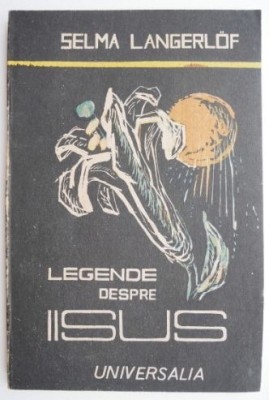 SELMA LANGERLÖF
LEGENDE
DESPRE
IISUS
UNIVERSALIA